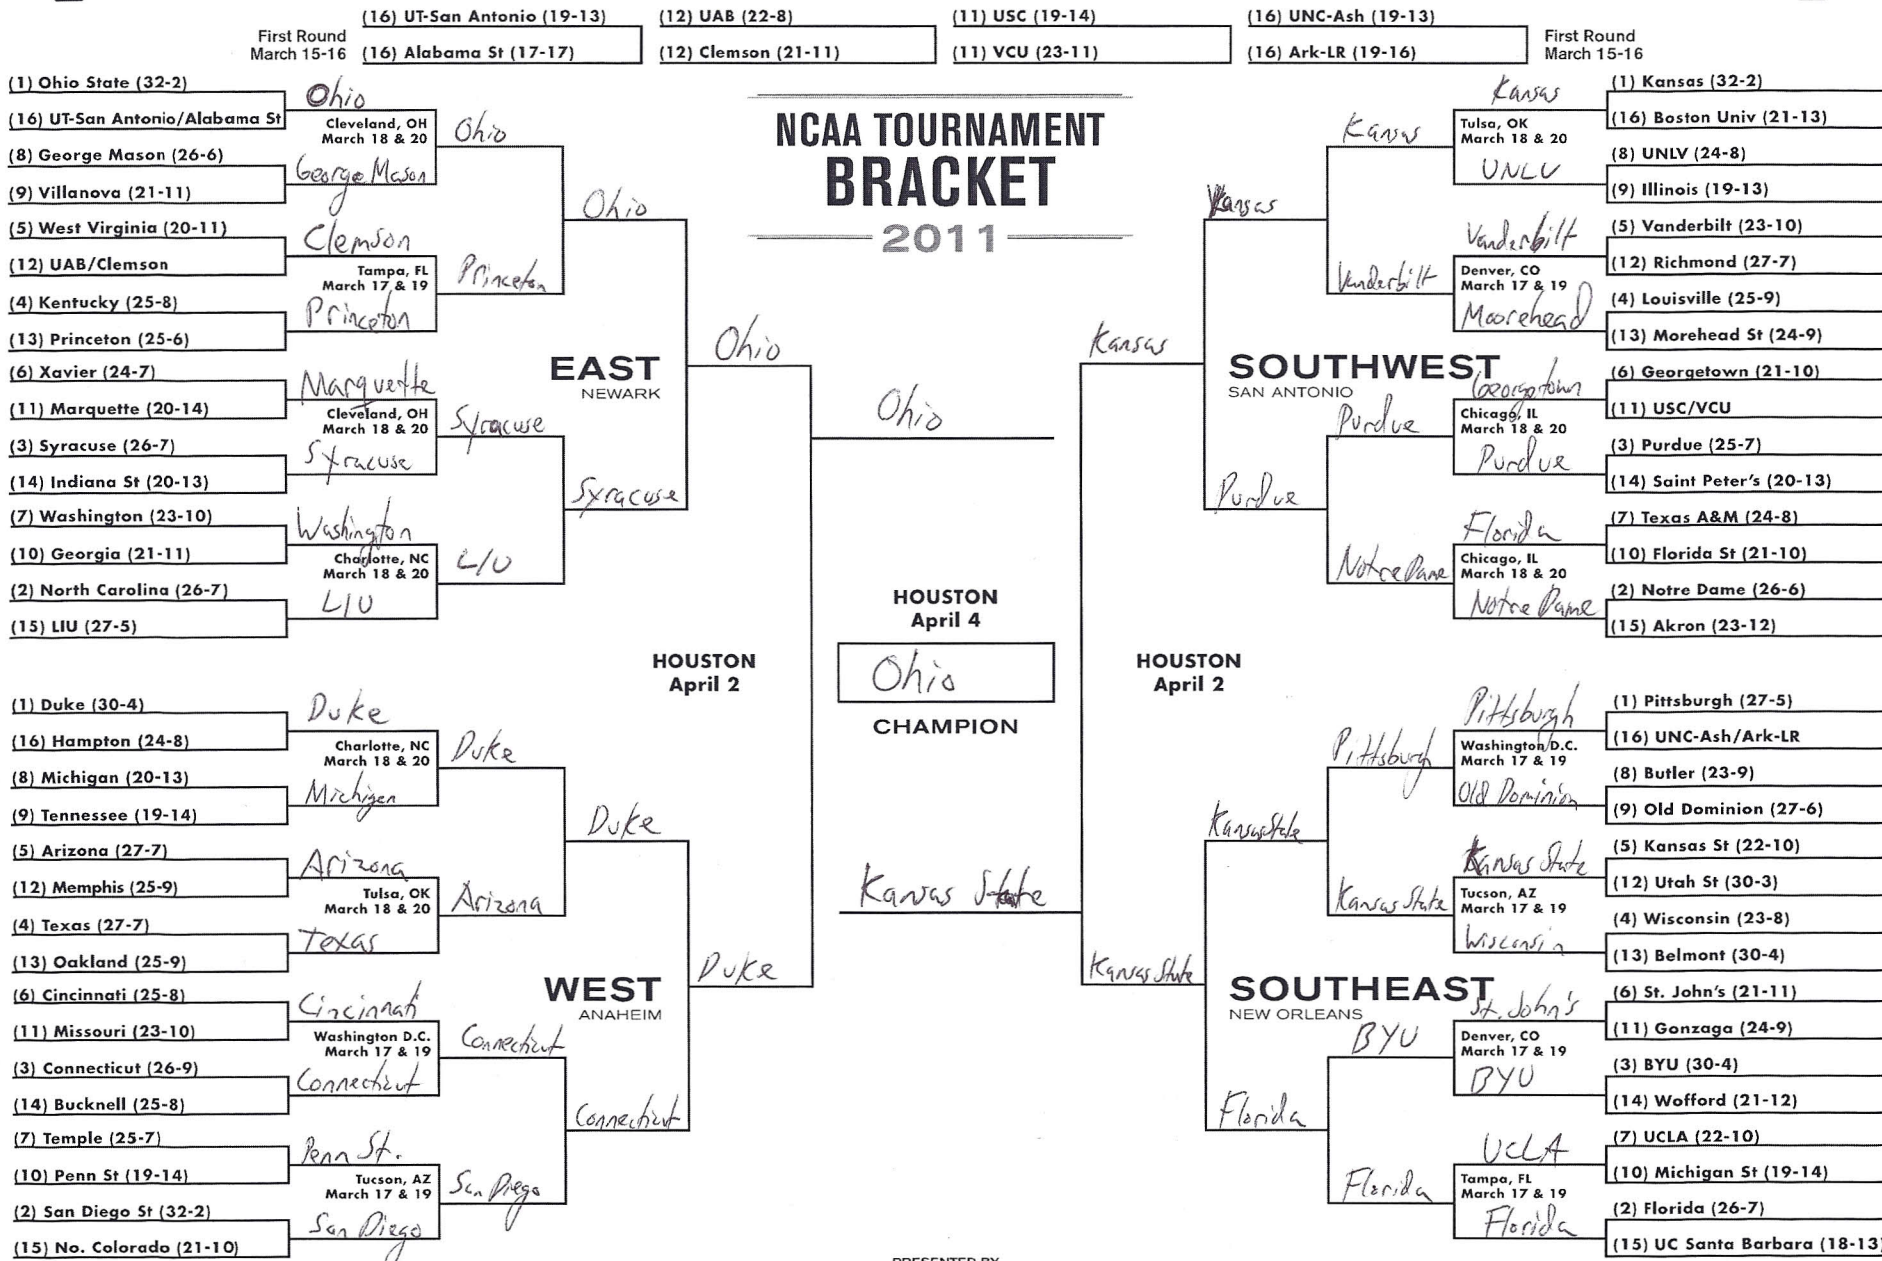 (16) UT-San Antonio (19-13)
(16) Alabama St (17-17)
(12) UAB (22-8)
(12) Clemson (21-11)
(11) USC (19-14)
(11) VCU (23-11)
(16) UNC-Ash (19-13)
(16) Ark-LR (19-16)
First Round
March 15-16
First Round
March 15-16
NCAA TOURNAMENT
BRACKET
2011
(1) Ohio State (32-2)
Ohio
(16) UT-San Antonio/Alabama St
Cleveland, OH
March 18 & 20
Ohio
(8) George Mason (26-6)
George Mason
(9) Villanova (21-11)
Ohio
(5) West Virginia (20-11)
Clemson
(12) UAB/Clemson
Tampa, FL
March 17 & 19
Princeton
(4) Kentucky (25-8)
Princeton
(13) Princeton (25-6)
Ohio
EAST
NEWARK
(6) Xavier (24-7)
Marquette
(11) Marquette (20-14)
Cleveland, OH
March 18 & 20
Syracuse
(3) Syracuse (26-7)
Syracuse
(14) Indiana St (20-13)
Syracuse
(7) Washington (23-10)
Washington
(10) Georgia (21-11)
Charlotte, NC
March 18 & 20
LIU
(2) North Carolina (26-7)
LIU
(15) LIU (27-5)
HOUSTON
April 2
(1) Duke (30-4)
Duke
(16) Hampton (24-8)
Charlotte, NC
March 18 & 20
Duke
(8) Michigan (20-13)
Michigan
(9) Tennessee (19-14)
Duke
(5) Arizona (27-7)
Arizona
(12) Memphis (25-9)
Tulsa, OK
March 18 & 20
Arizona
(4) Texas (27-7)
Texas
(13) Oakland (25-9)
Duke
WEST
ANAHEIM
(6) Cincinnati (25-8)
Cincinnati
(11) Missouri (23-10)
Washington D.C.
March 17 & 19
Connecticut
(3) Connecticut (26-9)
Connecticut
(14) Bucknell (25-8)
Connecticut
(7) Temple (25-7)
Penn St.
(10) Penn St (19-14)
Tucson, AZ
March 17 & 19
San Diego
(2) San Diego St (32-2)
San Diego
(15) No. Colorado (21-10)
Ohio
HOUSTON
April 4
Ohio
CHAMPION
Kansas State
PRESENTED BY
Kansas
(1) Kansas (32-2)
(16) Boston Univ (21-13)
Kansas
Tulsa, OK
March 18 & 20
UNLV
(8) UNLV (24-8)
(9) Illinois (19-13)
Kansas
Vanderbilt
(5) Vanderbilt (23-10)
(12) Richmond (27-7)
Vanderbilt
Denver, CO
March 17 & 19
Moorehead
(4) Louisville (25-9)
(13) Morehead St (24-9)
Kansas
SOUTHWEST
SAN ANTONIO
Georgetown
(6) Georgetown (21-10)
(11) USC/VCU
Purdue
Chicago, IL
March 18 & 20
Purdue
(3) Purdue (25-7)
(14) Saint Peter's (20-13)
Purdue
Florida
(7) Texas A&M (24-8)
(10) Florida St (21-10)
Notre Dame
Chicago, IL
March 18 & 20
Notre Dame
(2) Notre Dame (26-6)
(15) Akron (23-12)
HOUSTON
April 2
Pittsburgh
(1) Pittsburgh (27-5)
(16) UNC-Ash/Ark-LR
Pittsburgh
Washington D.C.
March 17 & 19
Old Dominion
(8) Butler (23-9)
(9) Old Dominion (27-6)
Kansas State
Kansas State
(5) Kansas St (22-10)
(12) Utah St (30-3)
Kansas State
Tucson, AZ
March 17 & 19
Wisconsin
(4) Wisconsin (23-8)
(13) Belmont (30-4)
Kansas State
SOUTHEAST
NEW ORLEANS
St. John's
(6) St. John's (21-11)
(11) Gonzaga (24-9)
BYU
Denver, CO
March 17 & 19
BYU
(3) BYU (30-4)
(14) Wofford (21-12)
Florida
UCLA
(7) UCLA (22-10)
(10) Michigan St (19-14)
Florida
Tampa, FL
March 17 & 19
Florida
(2) Florida (26-7)
(15) UC Santa Barbara (18-13)